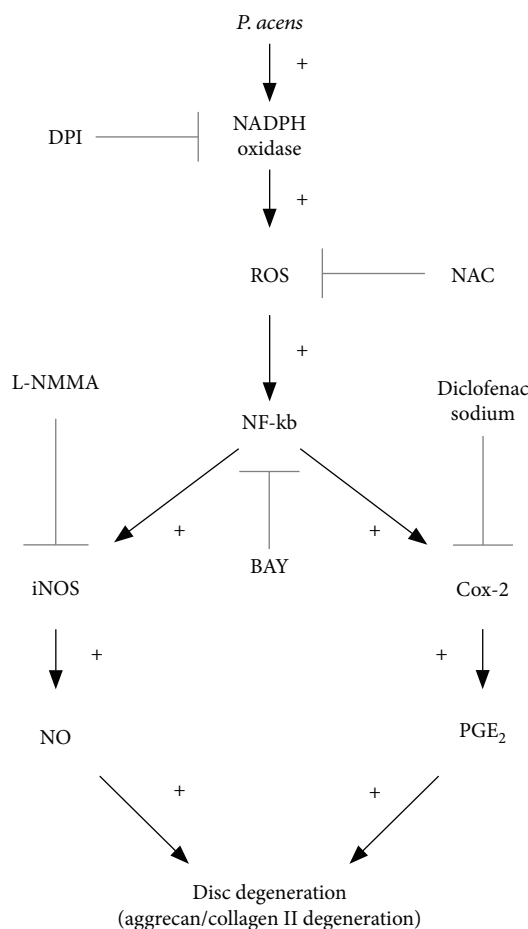 P. acens
+
NADPH
oxidase
DPI
+
ROS
NAC
+
L-NMMA
Diclofenac
sodium
NF-kb
+
+
BAY
iNOS
Cox-2
+
+
NO
PGE₂
+
+
Disc degeneration
(aggrecan/collagen II degeneration)